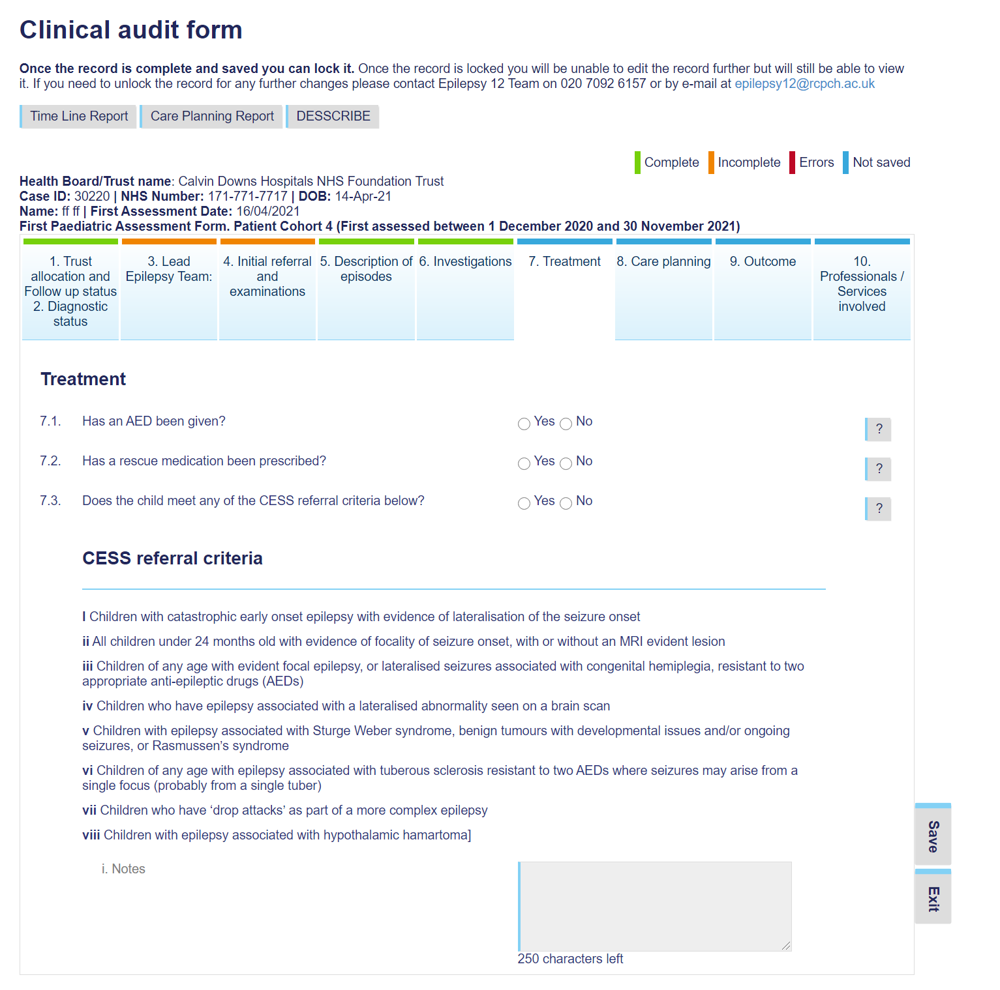 Clinical audit form
Once the record is complete and saved you can lock it. Once the record is locked you will be unable to edit the record further but will still be able to view
it. If you need to unlock the record for any further changes please contact Epilepsy 12 Team on 020 7092 6157 or by e-mail at epilepsy12@rcpch.ac.uk
Time Line Report Care Planning Report DESSCRIBE
Complete Incomplete Errors Not saved
Health Board/Trust name: Calvin Downs Hospitals NHS Foundation Trust
Case ID: 30220 | NHS Number: 171-771-7717 | DOB: 14-Apr-21
Name: ff ff | First Assessment Date: 16/04/2021
First Paediatric Assessment Form. Patient Cohort 4 (First assessed between 1 December 2020 and 30 November 2021)
1. Trust
allocation and
Follow up status
2. Diagnostic
status
3. Lead
Epilepsy Team:
4. Initial referral
and
examinations
5. Description of
episodes
6. Investigations
7. Treatment
8. Care planning
9. Outcome
10.
Professionals /
Services
involved
Treatment
7.1. Has an AED been given? Yes No ?
7.2. Has a rescue medication been prescribed? Yes No ?
7.3. Does the child meet any of the CESS referral criteria below? Yes No ?
CESS referral criteria
I Children with catastrophic early onset epilepsy with evidence of lateralisation of the seizure onset
ii All children under 24 months old with evidence of focality of seizure onset, with or without an MRI evident lesion
iii Children of any age with evident focal epilepsy, or lateralised seizures associated with congenital hemiplegia, resistant to two
appropriate anti-epileptic drugs (AEDs)
iv Children who have epilepsy associated with a lateralised abnormality seen on a brain scan
v Children with epilepsy associated with Sturge Weber syndrome, benign tumours with developmental issues and/or ongoing
seizures, or Rasmussen’s syndrome
vi Children of any age with epilepsy associated with tuberous sclerosis resistant to two AEDs where seizures may arise from a
single focus (probably from a single tuber)
vii Children who have ‘drop attacks’ as part of a more complex epilepsy
viii Children with epilepsy associated with hypothalamic hamartoma]
i. Notes
250 characters left
Save
Exit